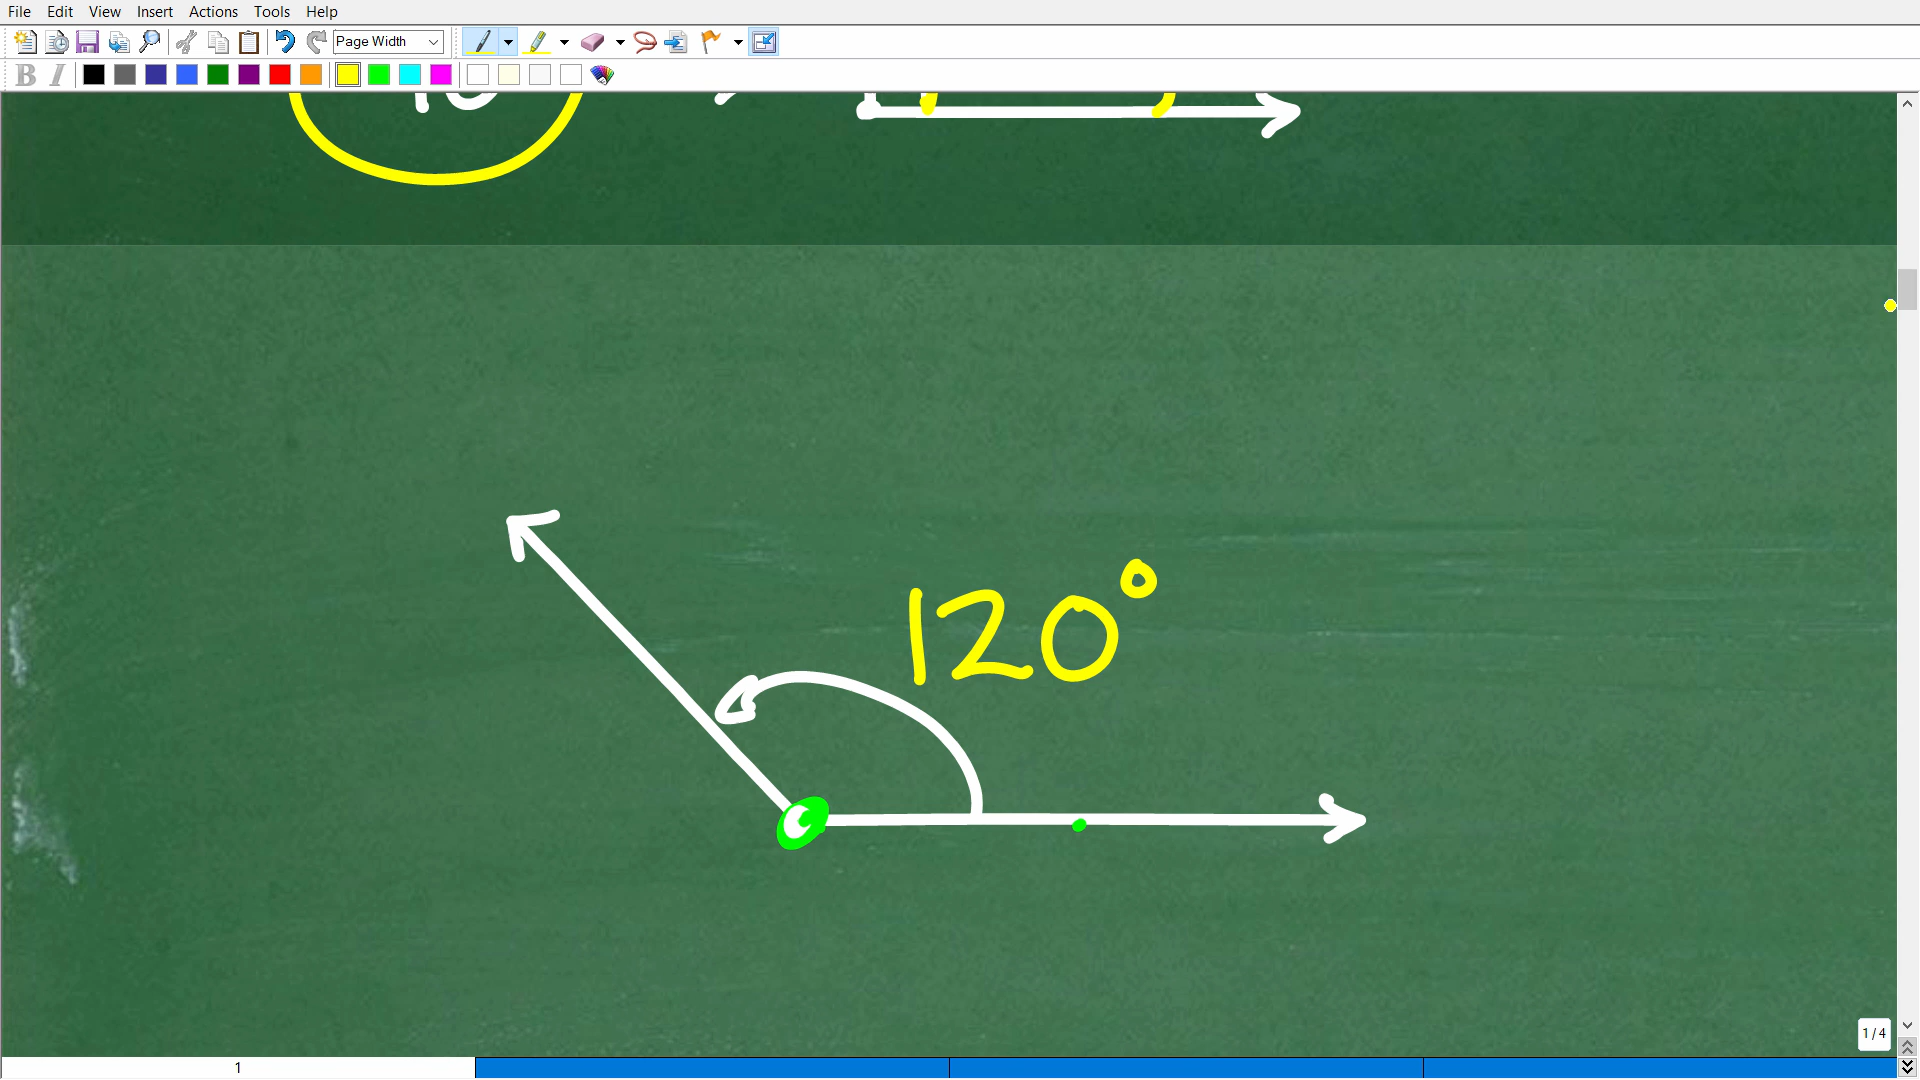 File Edit View Insert Actions Tools Help
Page Width
B I
120°
1 / 4
1